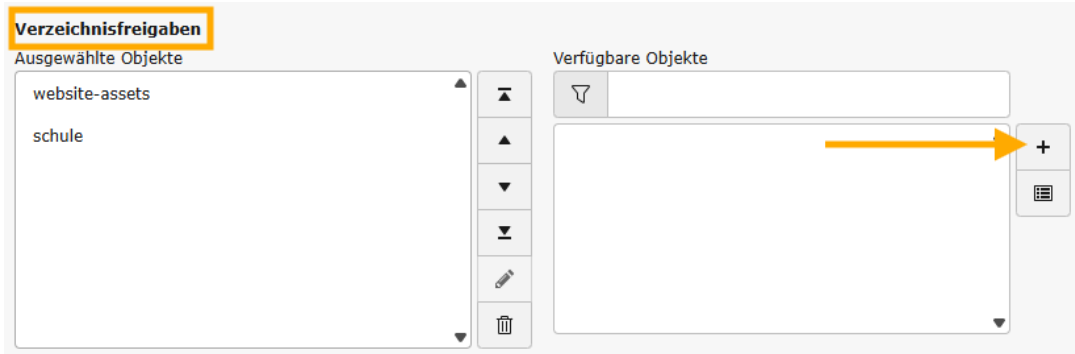 Verzeichnisfreigaben
Ausgewählte Objekte
website-assets
schule
Verfügbare Objekte